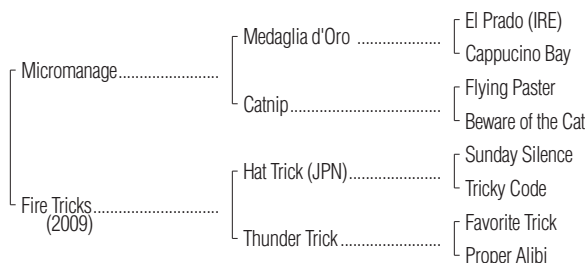 El Prado (IRE)
Medaglia d'Oro ....................
Cappucino Bay
Micromanage........................
Flying Paster
Catnip....................................
Beware of the Cat
Sunday Silence
Hat Trick (JPN)......................
Tricky Code
Fire Tricks..............................
(2009)
Favorite Trick
Thunder Trick........................
Proper Alibi